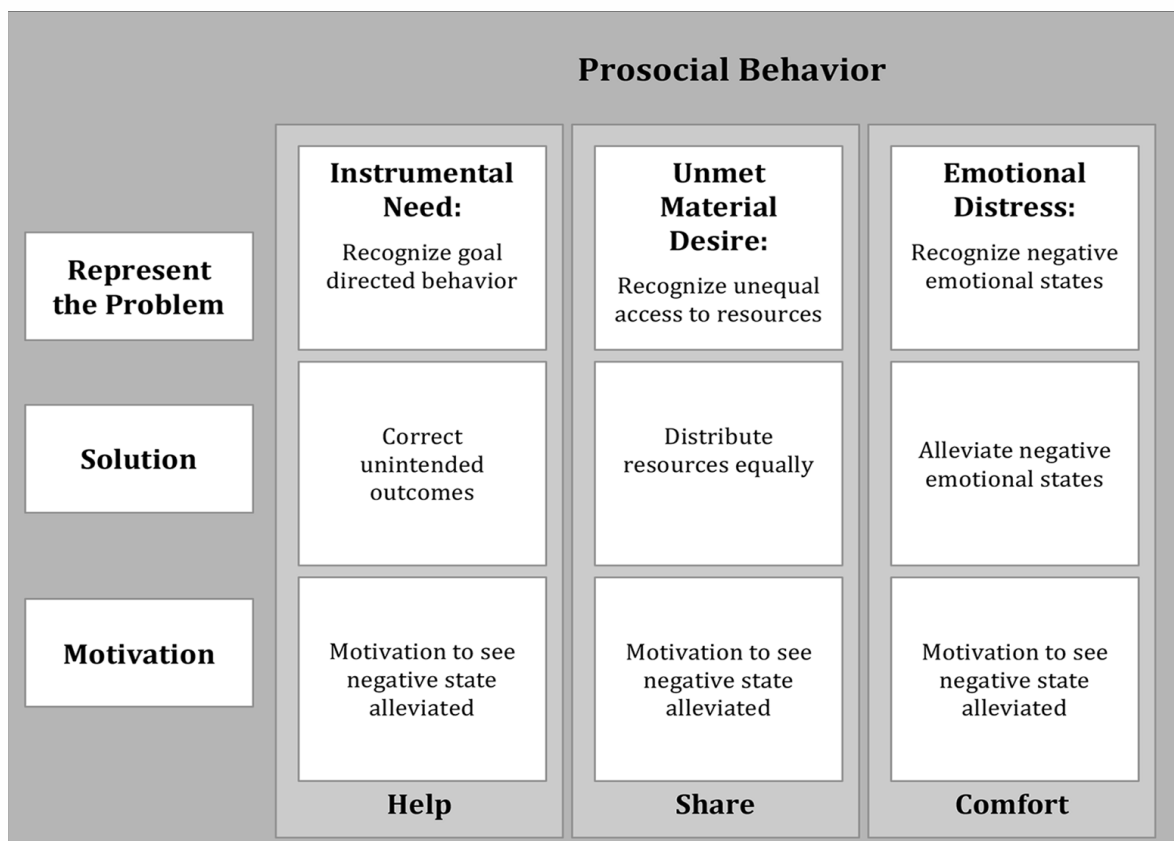 Prosocial Behavior
Represent
the Problem
Solution
Motivation
Instrumental
Need:
Recognize goal
directed behavior
Correct
unintended
outcomes
Motivation to see
negative state
alleviated
Help
Unmet
Material
Desire:
Recognize unequal
access to resources
Distribute
resources equally
Motivation to see
negative state
alleviated
Share
Emotional
Distress:
Recognize negative
emotional states
Alleviate negative
emotional states
Motivation to see
negative state
alleviated
Comfort